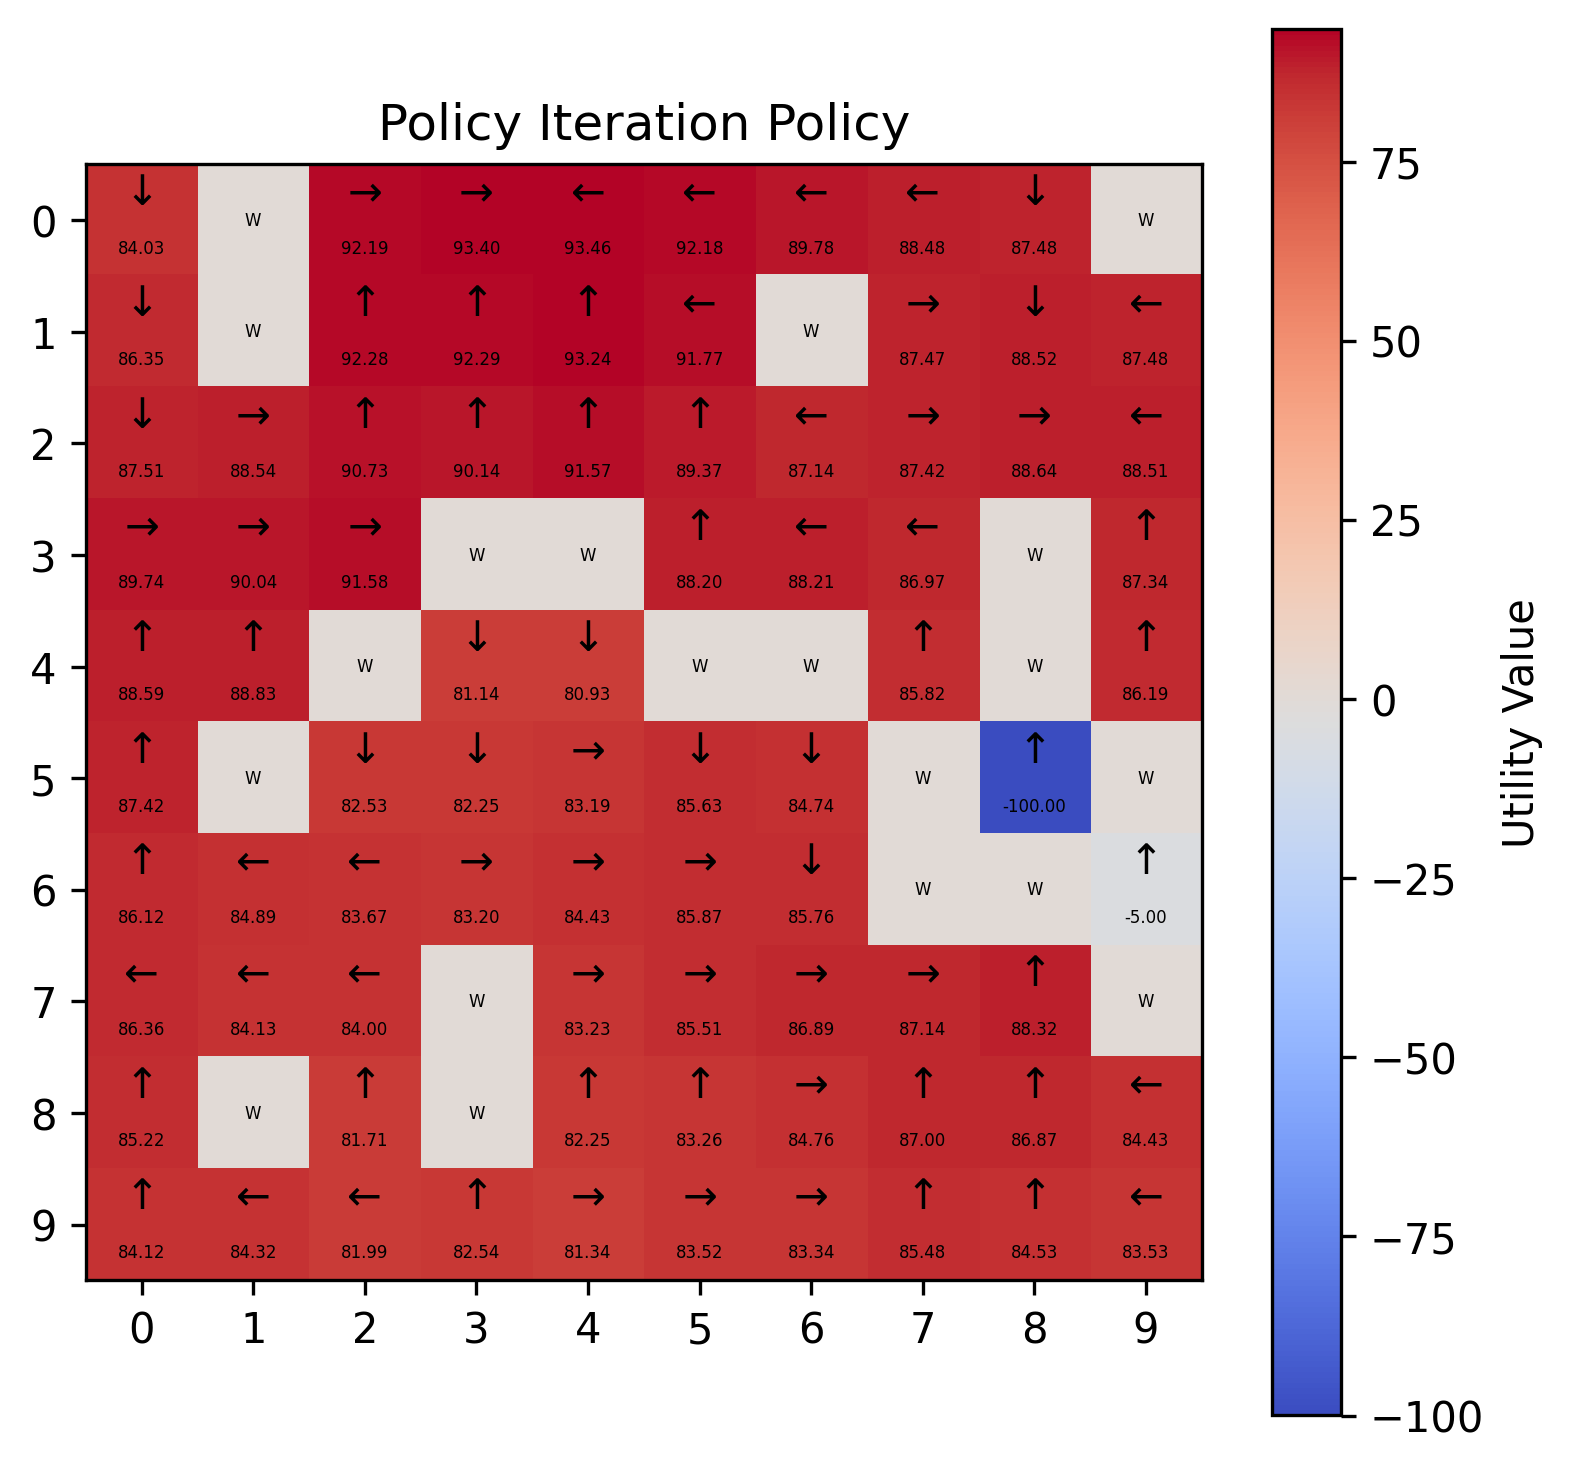 Policy Iteration Policy
↓ W → → ← ← ← ← ↓ W
0 84.03 92.19 93.40 93.46 92.18 89.78 88.48 87.48
↓ W ↑ ↑ ↑ ← W → ↓ ←
1 86.35 92.28 92.29 93.24 91.77 87.47 88.52 87.48
↓ → ↑ ↑ ↑ ↑ ← → → ←
2 87.51 88.54 90.73 90.14 91.57 89.37 87.14 87.42 88.64 88.51
→ → → W W ↑ ← ← W ↑
3 89.74 90.04 91.58 88.20 88.21 86.97 87.34
↑ ↑ W ↓ ↓ W W ↑ W ↑
4 88.59 88.83 81.14 80.93 85.82 86.19
↑ W ↓ ↓ → ↓ ↓ W ↑ W
5 87.42 82.53 82.25 83.19 85.63 84.74 -100.00
↑ ← ← → → → ↓ W W ↑
6 86.12 84.89 83.67 83.20 84.43 85.87 85.76 -5.00
← ← ← W → → → → ↑ W
7 86.36 84.13 84.00 83.23 85.51 86.89 87.14 88.32
↑ W ↑ W ↑ ↑ → ↑ ↑ ←
8 85.22 81.71 82.25 83.26 84.76 87.00 86.87 84.43
↑ ← ← ↑ → → → ↑ ↑ ←
9 84.12 84.32 81.99 82.54 81.34 83.52 83.34 85.48 84.53 83.53
0 1 2 3 4 5 6 7 8 9
75
50
25
0
−25
−50
−75
−100
Utility Value